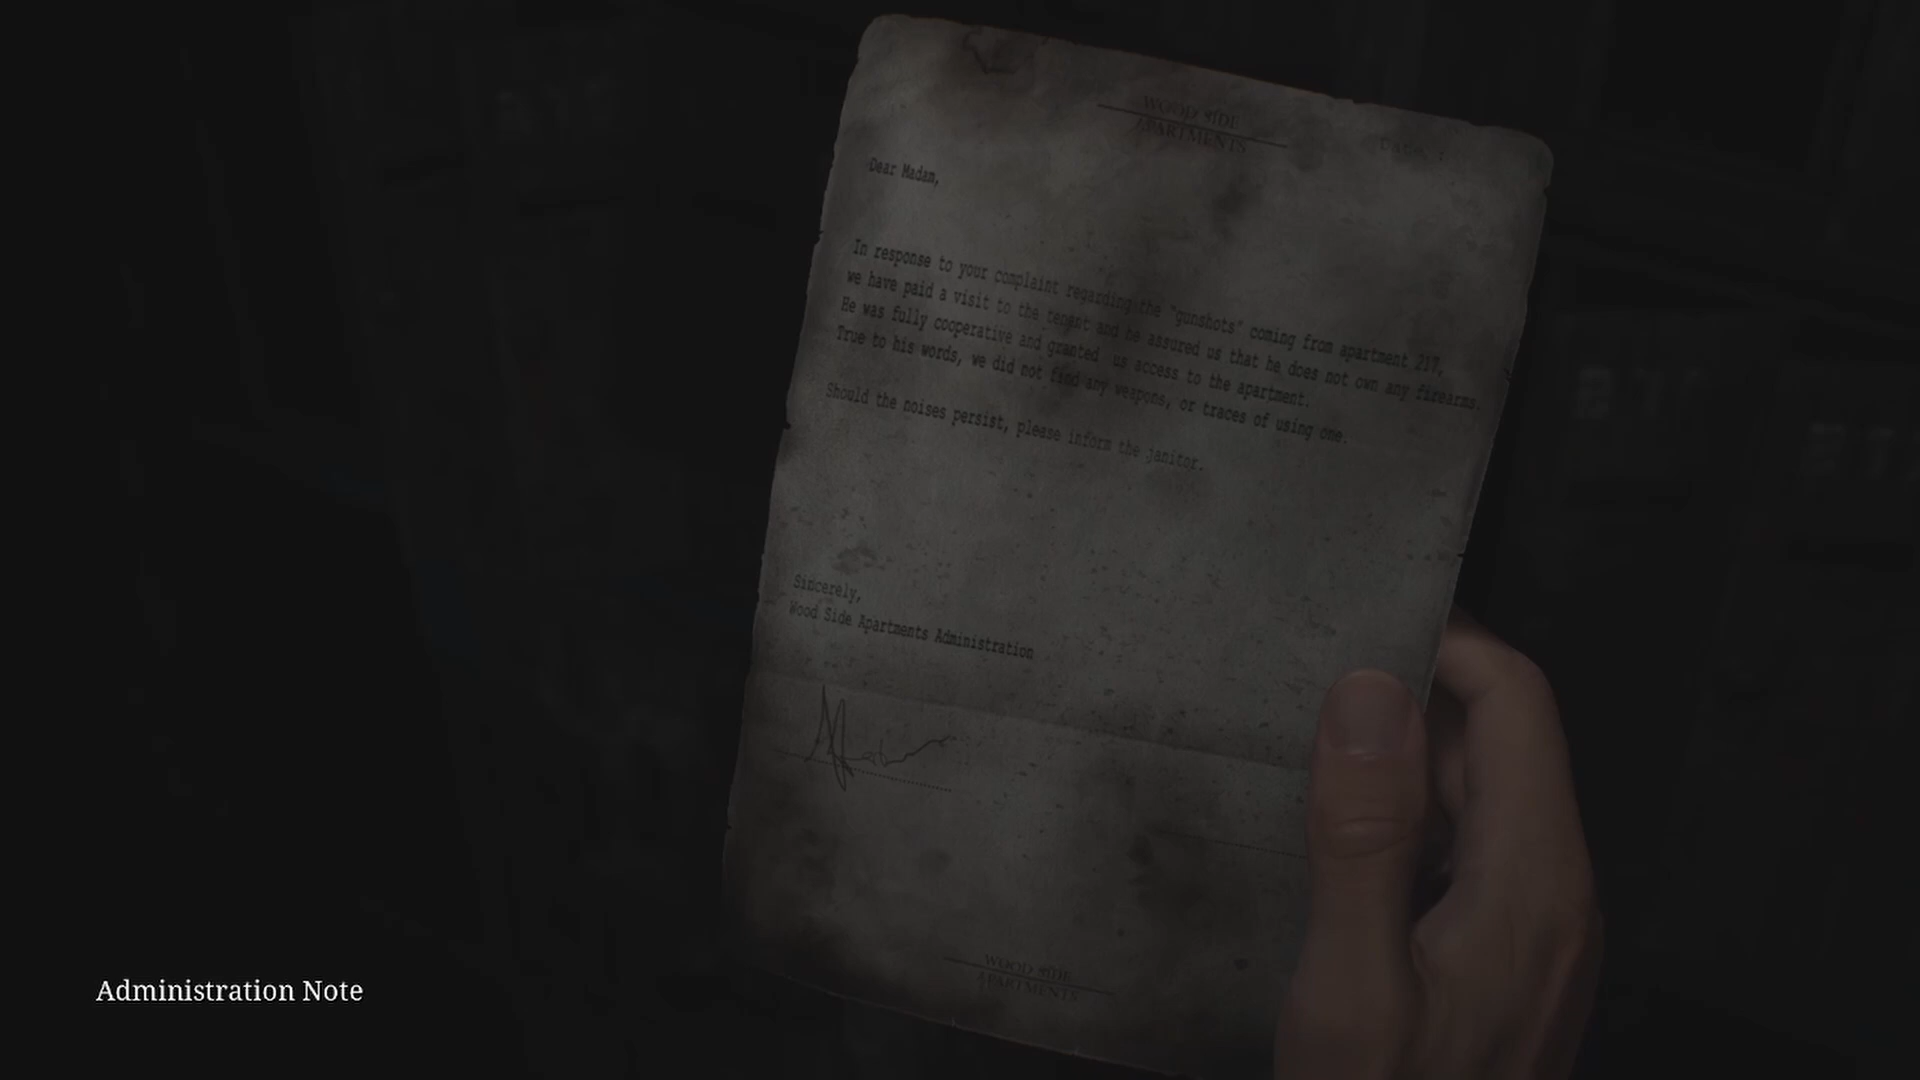 WOOD SIDE
APARTMENTS
Date :
Dear Madam,
In response to your complaint regarding the "gunshots" coming from apartment 217,
we have paid a visit to the tenant and he assured us that he does not own any firearms.
He was fully cooperative and granted us access to the apartment.
True to his words, we did not find any weapons, or traces of using one.
Should the noises persist, please inform the janitor.
Sincerely,
Wood Side Apartments Administration
WOOD SIDE
APARTMENTS
Administration Note